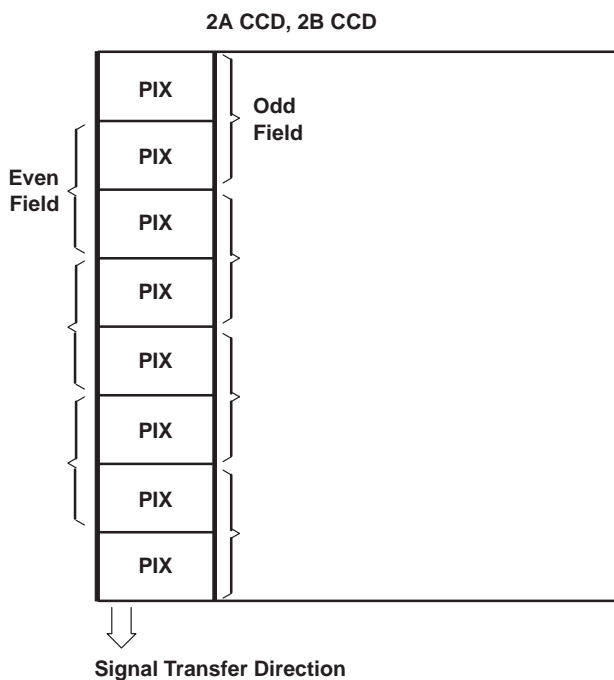 2A CCD, 2B CCD
PIX
Odd
Field
PIX
Even
Field
PIX
PIX
PIX
PIX
PIX
PIX
Signal Transfer Direction